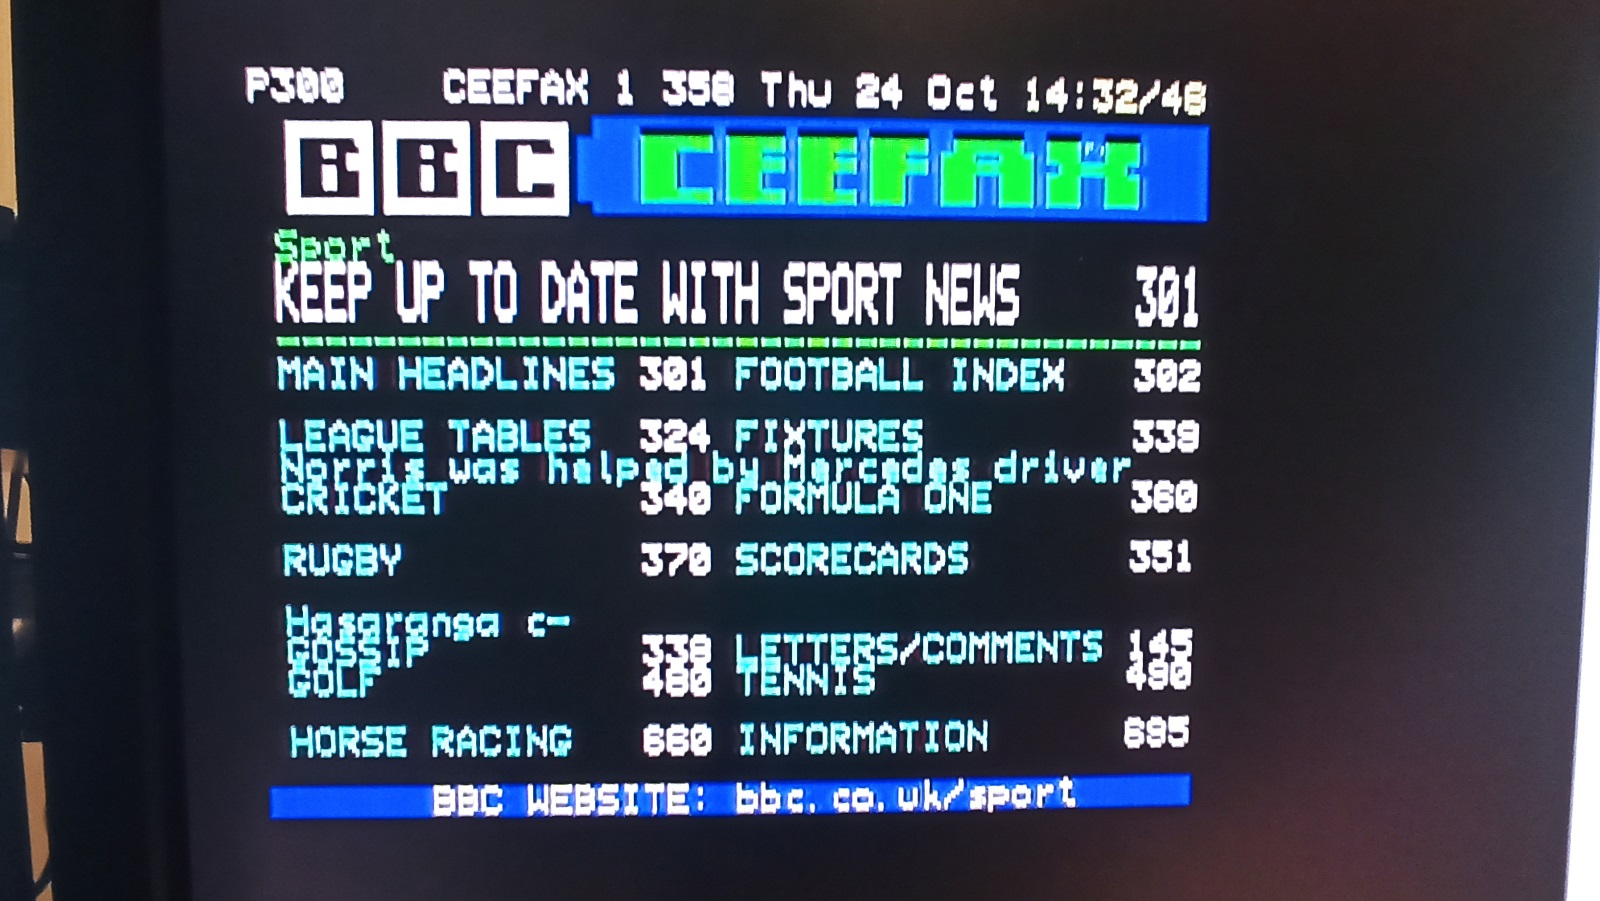 P300 CEEFAX 1 358 Thu 24 Oct 14:32/48
BBC CEEFAX
Sport
KEEP UP TO DATE WITH SPORT NEWS 301
MAIN HEADLINES 301 FOOTBALL INDEX 302
LEAGUE TABLES 324 FIXTURES 339
Norris was helped by Mercedes driver
CRICKET 340 FORMULA ONE 360
RUGBY 370 SCORECARDS 351
Hasaranga c-
GOSSIP 338 LETTERS/COMMENTS 145
GOLF 480 TENNIS 490
HORSE RACING 660 INFORMATION 695
BBC WEBSITE: bbc.co.uk/sport